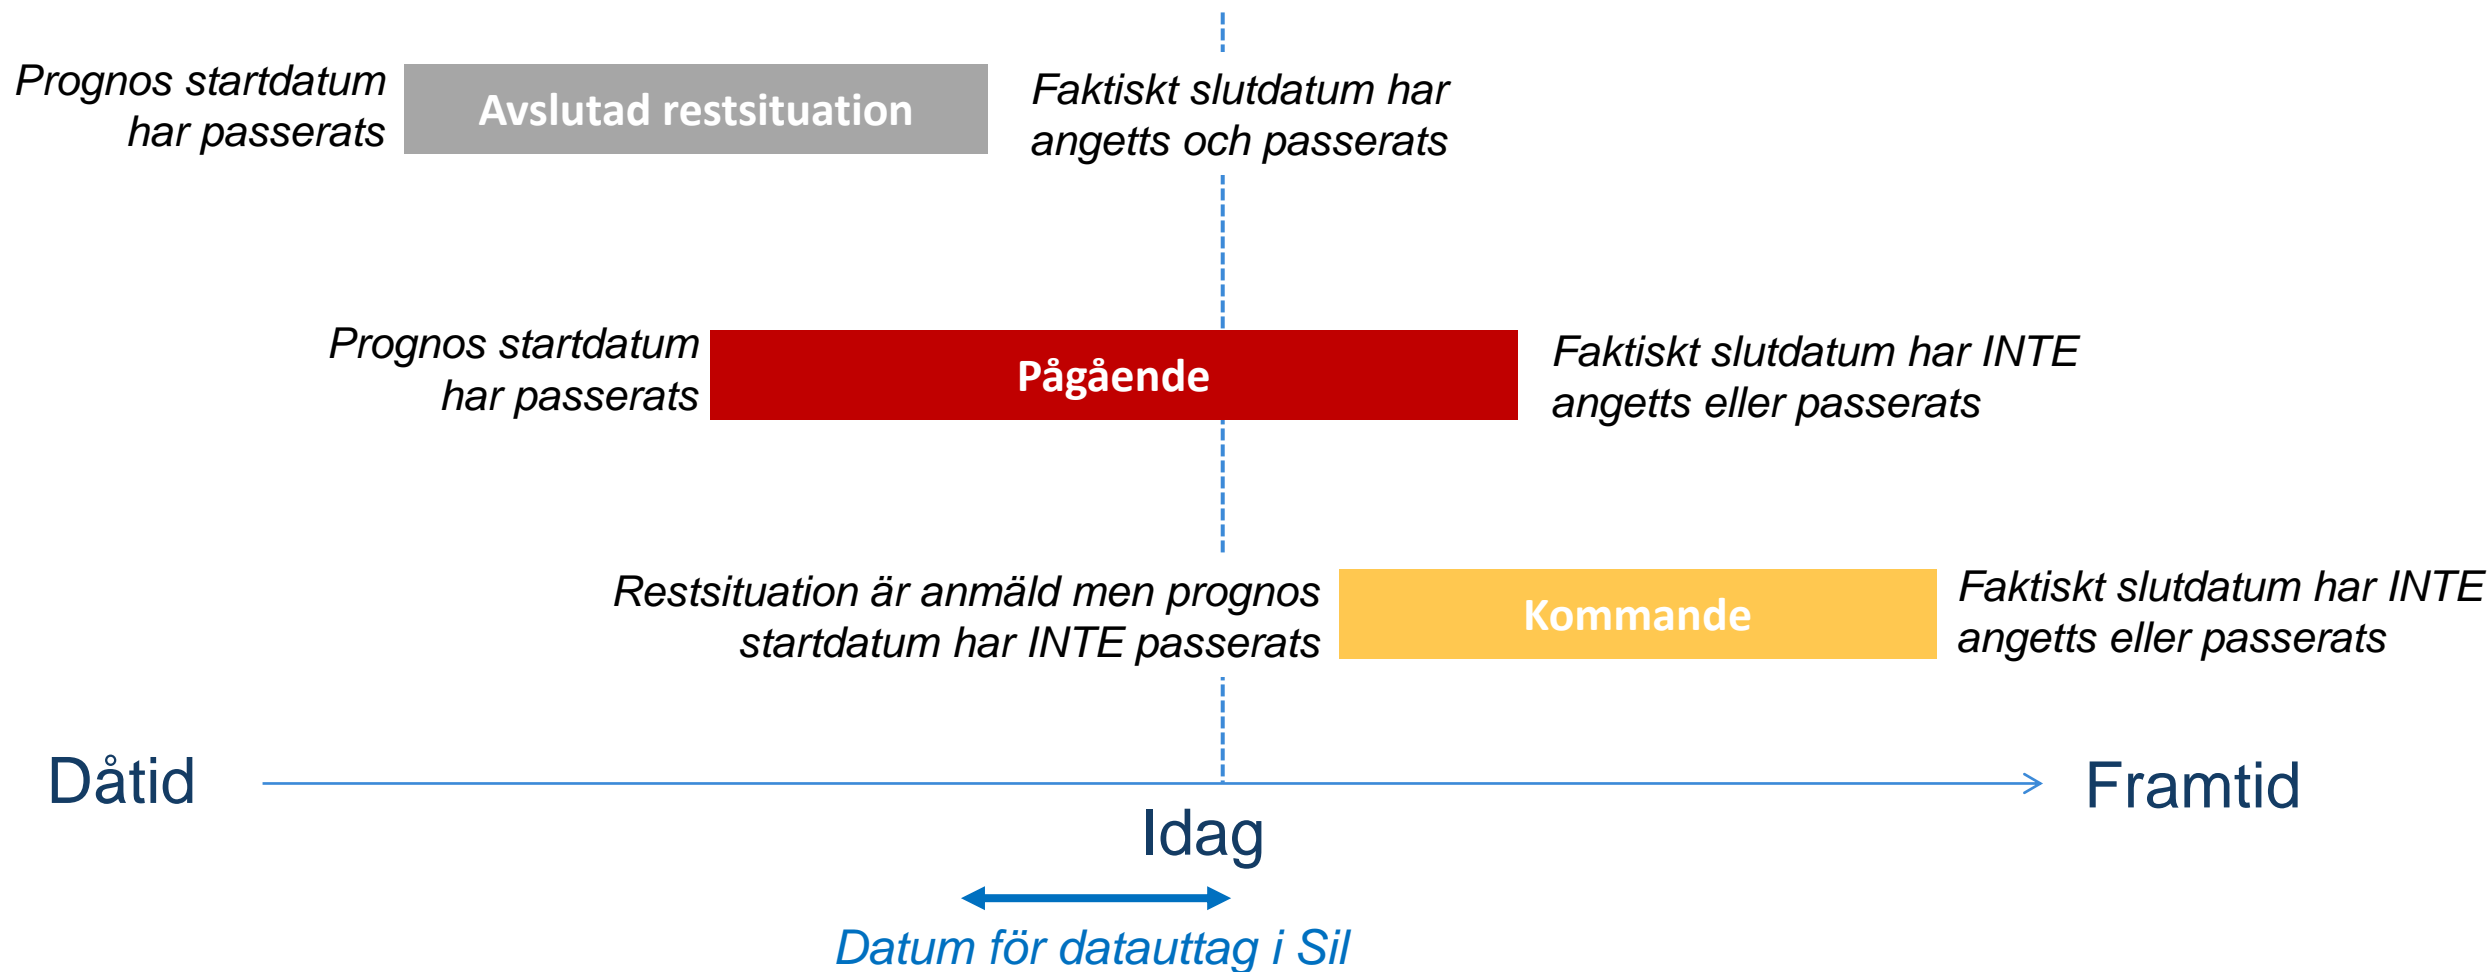 Prognos startdatum
har passerats
Avslutad restsituation
Faktiskt slutdatum har
angetts och passerats
Prognos startdatum
har passerats
Pågående
Faktiskt slutdatum har INTE
angetts eller passerats
Restsituation är anmäld men prognos
startdatum har INTE passerats
Kommande
Faktiskt slutdatum har INTE
angetts eller passerats
Dåtid
Framtid
Idag
Datum för datauttag i Sil